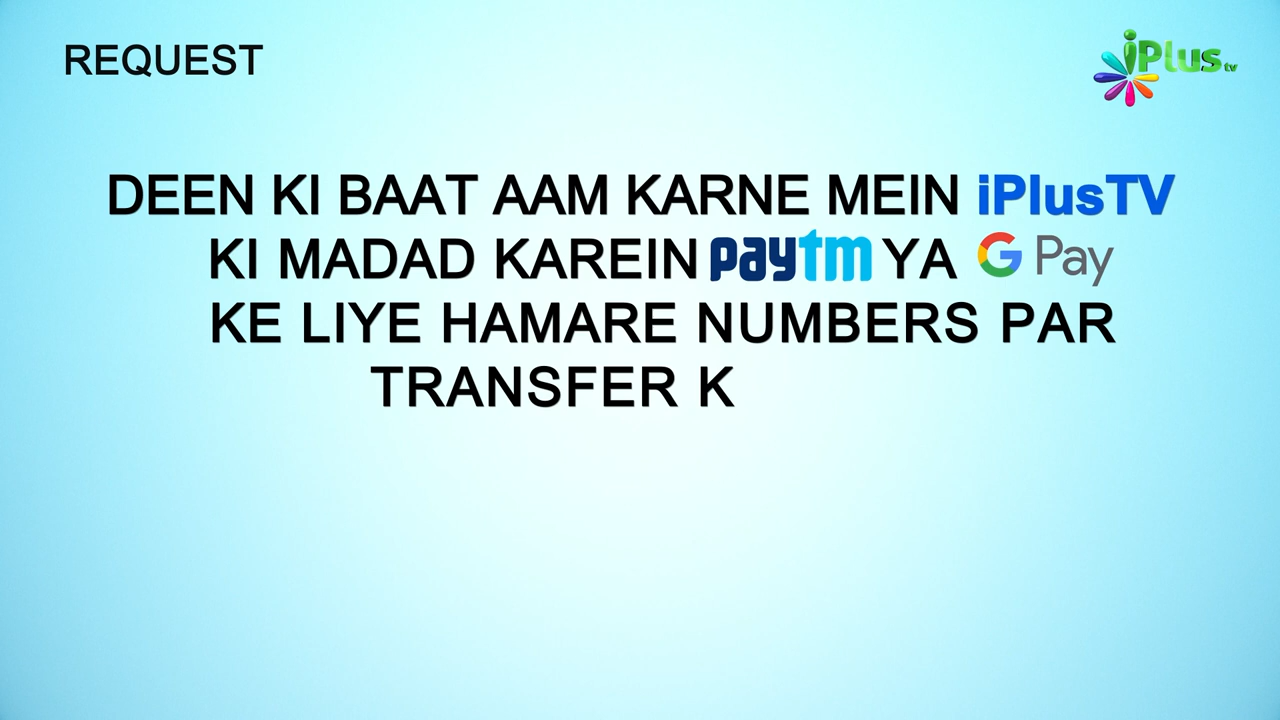 REQUEST
iPlus tv
DEEN KI BAAT AAM KARNE MEIN iPlusTV
KI MADAD KAREIN paytm YA G Pay
KE LIYE HAMARE NUMBERS PAR
TRANSFER K